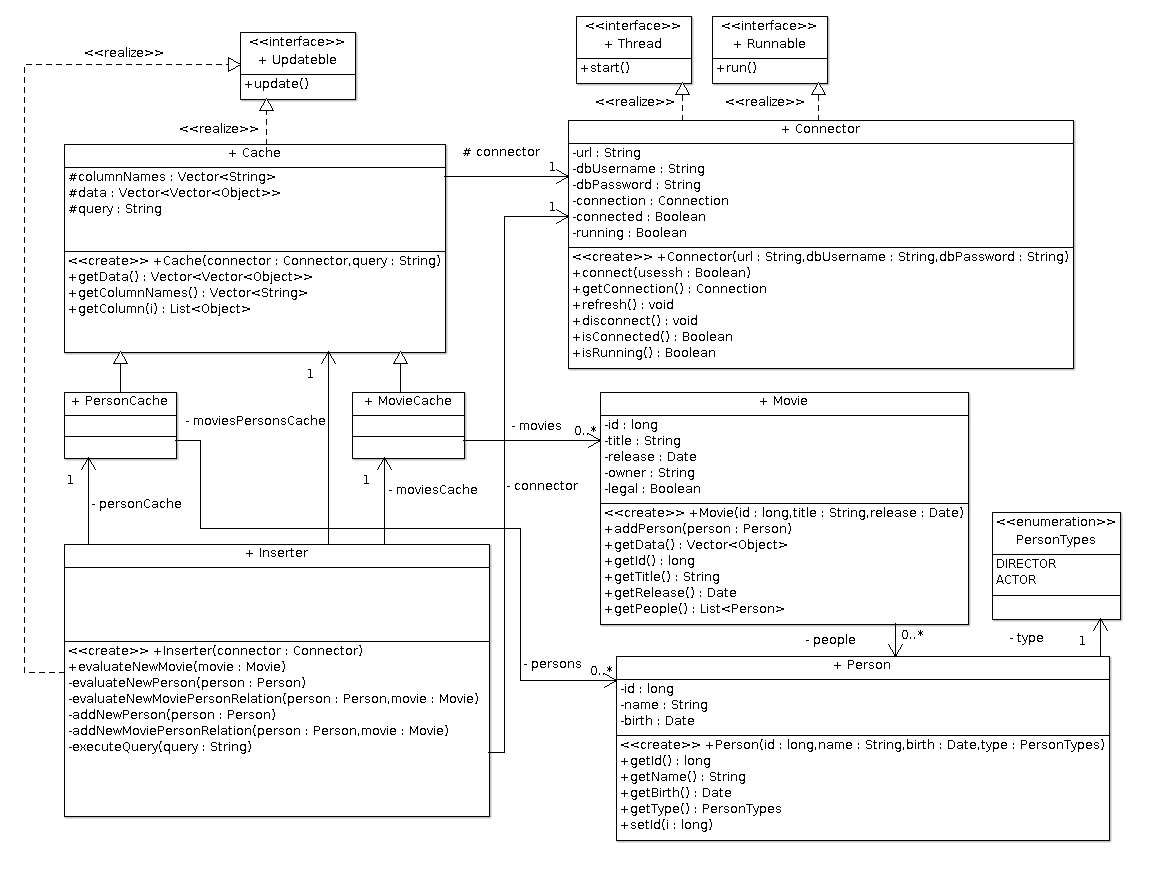 <<realize>>
<<interface>>
+ Updateble
+update()
<<realize>>
<<interface>>
+ Thread
+start()
<<realize>>
<<interface>>
+ Runnable
+run()
<<realize>>
+ Cache
#columnNames : Vector<String>
#data : Vector<Vector<Object>>
#query : String
<<create>> +Cache(connector : Connector,query : String)
+getData() : Vector<Vector<Object>>
+getColumnNames() : Vector<String>
+getColumn(i) : List<Object>
# connector
1
1
+ Connector
-url : String
-dbUsername : String
-dbPassword : String
-connection : Connection
-connected : Boolean
-running : Boolean
<<create>> +Connector(url : String,dbUsername : String,dbPassword : String)
+connect(usessh : Boolean)
+getConnection() : Connection
+refresh() : void
+disconnect() : void
+isConnected() : Boolean
+isRunning() : Boolean
1
+ PersonCache
- moviesPersonsCache
+ MovieCache
- movies
0..*
1
- personCache
1
- moviesCache
- connector
+ Movie
-id : long
-title : String
-release : Date
-owner : String
-legal : Boolean
<<create>> +Movie(id : long,title : String,release : Date)
+addPerson(person : Person)
+getData() : Vector<Object>
+getId() : long
+getTitle() : String
+getRelease() : Date
+getPeople() : List<Person>
<<enumeration>>
PersonTypes
DIRECTOR
ACTOR
+ Inserter
<<create>> +Inserter(connector : Connector)
+evaluateNewMovie(movie : Movie)
-evaluateNewPerson(person : Person)
-evaluateNewMoviePersonRelation(person : Person,movie : Movie)
-addNewPerson(person : Person)
-addNewMoviePersonRelation(person : Person,movie : Movie)
-executeQuery(query : String)
- people
0..*
- type
1
- persons
0..*
+ Person
-id : long
-name : String
-birth : Date
<<create>> +Person(id : long,name : String,birth : Date,type : PersonTypes)
+getId() : long
+getName() : String
+getBirth() : Date
+getType() : PersonTypes
+setId(i : long)